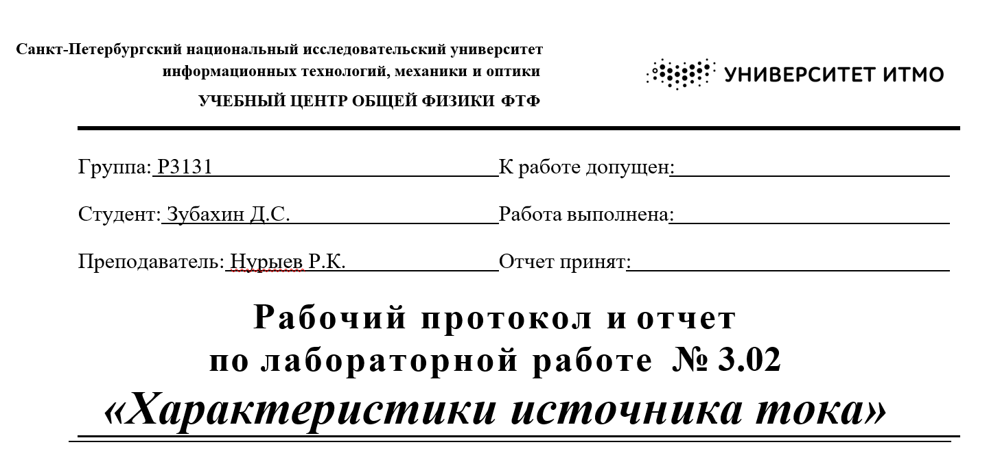 Санкт-Петербургский национальный исследовательский университет
информационных технологий, механики и оптики
УЧЕБНЫЙ ЦЕНТР ОБЩЕЙ ФИЗИКИ ФТФ
УНИВЕРСИТЕТ ИТМО
Группа: P3131 К работе допущен:
Студент: Зубахин Д.С. Работа выполнена:
Преподаватель: Нурыев Р.К. Отчет принят:
Рабочий протокол и отчет
по лабораторной работе № 3.02
«Характеристики источника тока»